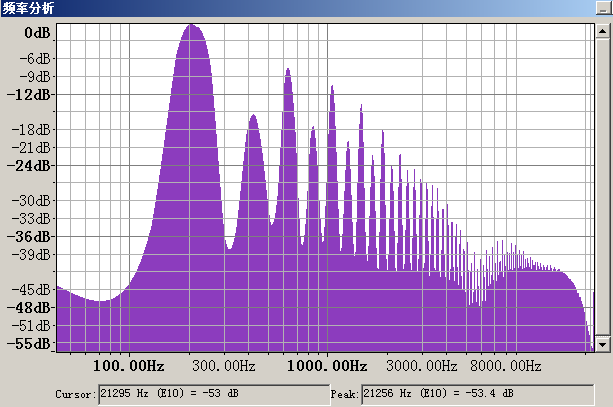 频率分析
0dB
-6dB
-9dB
-12dB
-18dB
-21dB
-24dB
-30dB
-33dB
-36dB
-39dB
-45dB
-48dB
-51dB
-55dB
100.00Hz 300.00Hz 1000.00Hz 3000.00Hz 8000.00Hz
Cursor: 21295 Hz (E10) = -53 dB Peak: 21256 Hz (E10) = -53.4 dB